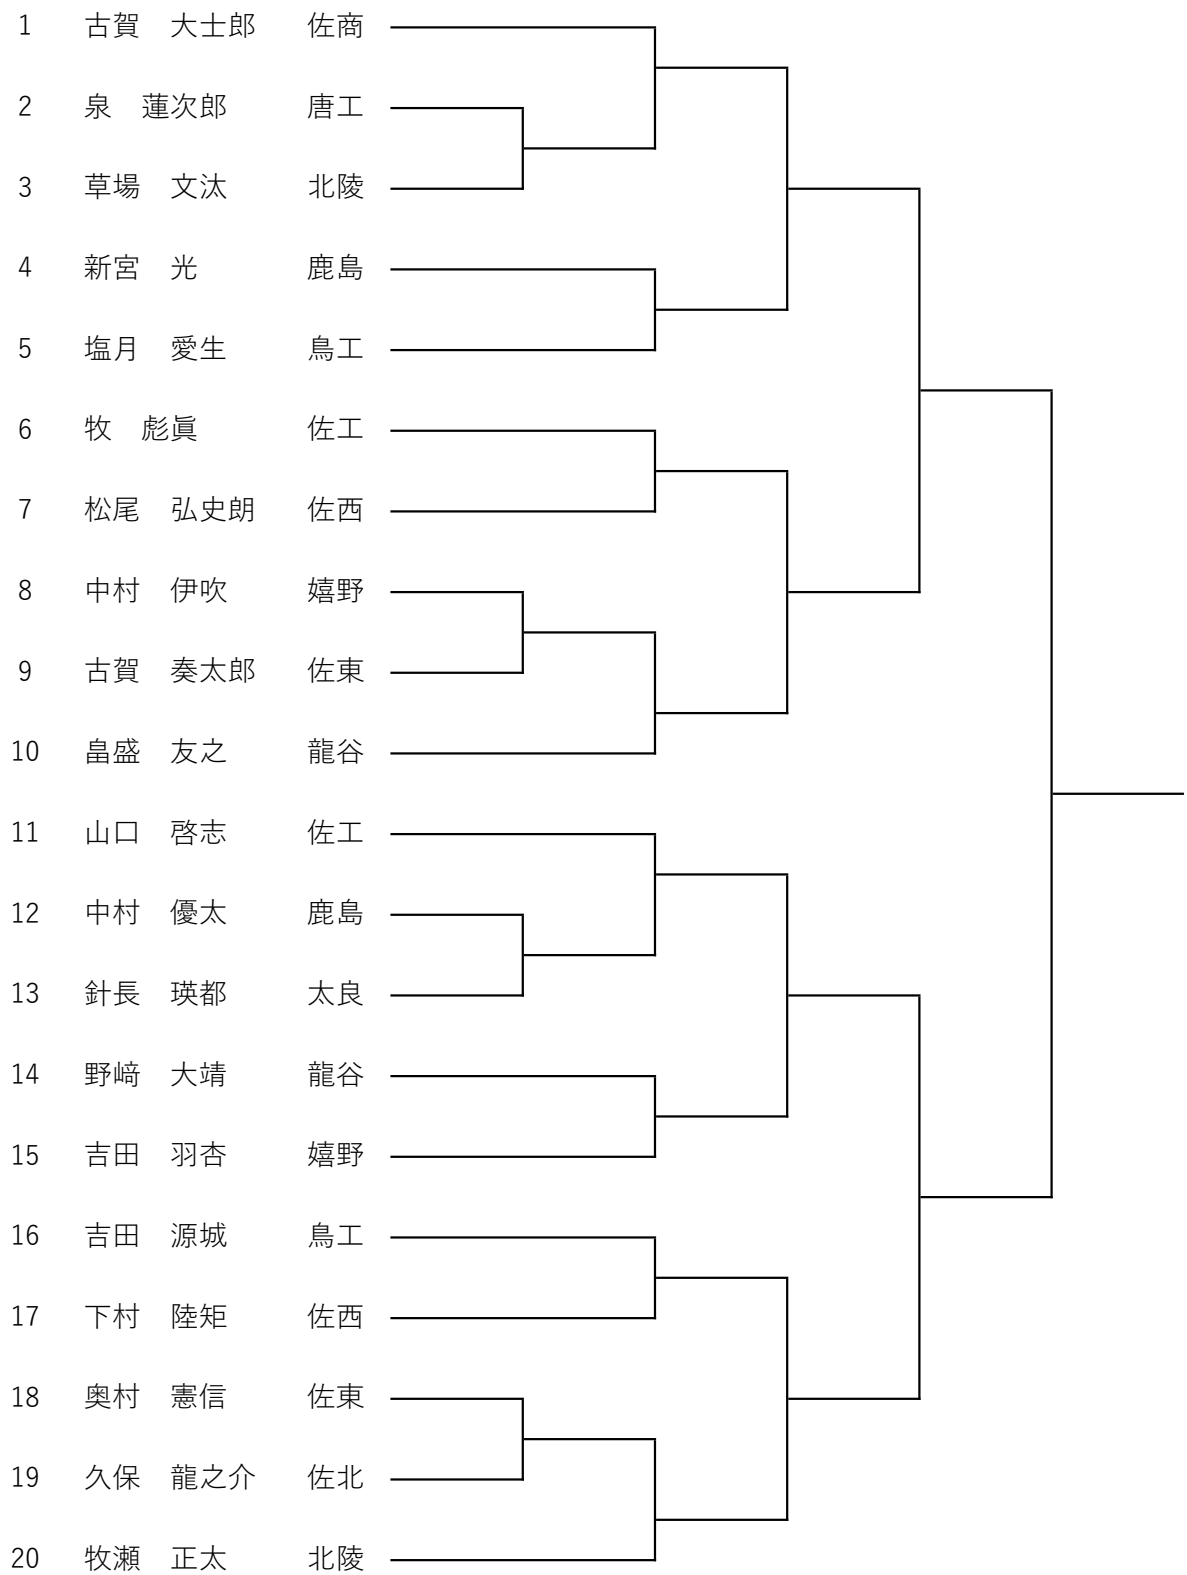 1 古賀　大士郎 佐商
2 泉　蓮次郎 唐工
3 草場　文汰 北陵
4 新宮　光 鹿島
5 塩月　愛生 鳥工
6 牧　彪眞 佐工
7 松尾　弘史朗 佐西
8 中村　伊吹 嬉野
9 古賀　奏太郎 佐東
10 畠盛　友之 龍谷
11 山口　啓志 佐工
12 中村　優太 鹿島
13 針長　瑛都 太良
14 野﨑　大靖 龍谷
15 吉田　羽杏 嬉野
16 吉田　源城 鳥工
17 下村　陸矩 佐西
18 奥村　憲信 佐東
19 久保　龍之介 佐北
20 牧瀬　正太 北陵